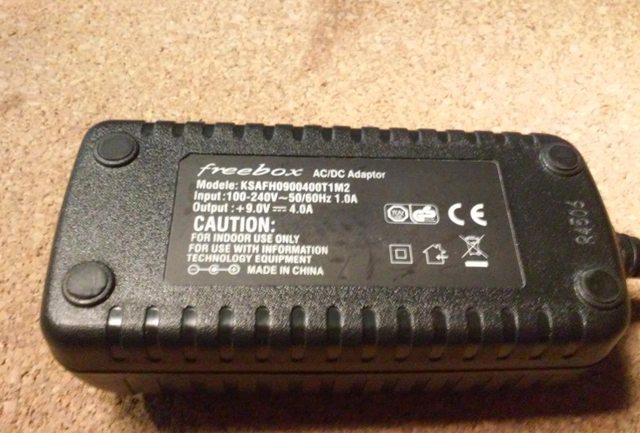 freebox AC/DC Adaptor
Modele: KSAFH0900400T1M2
Input:100-240V~50/60Hz 1.0A
Output:+9.0V⎓4.0A
CAUTION:
FOR INDOOR USE ONLY
FOR USE WITH INFORMATION
TECHNOLOGY EQUIPMENT
MADE IN CHINA
CE